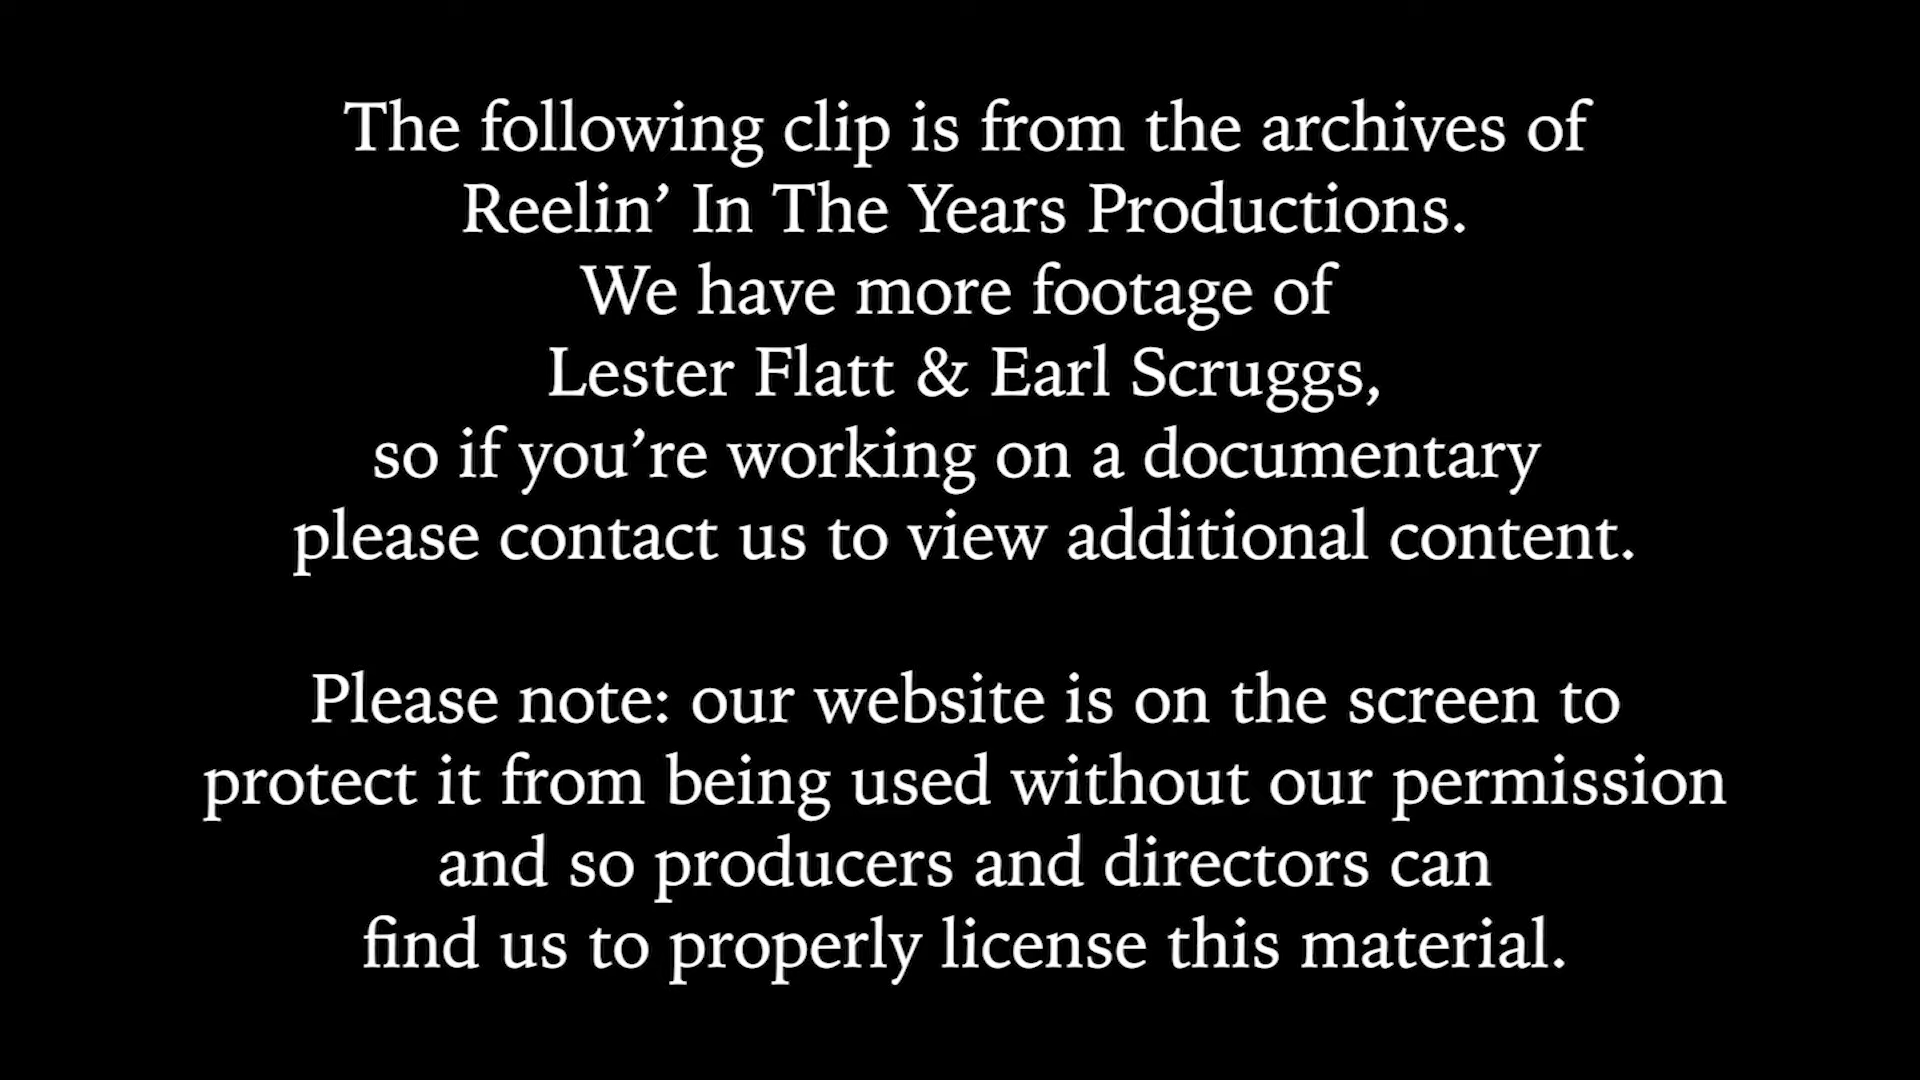 The following clip is from the archives of
Reelin’ In The Years Productions.
We have more footage of
Lester Flatt & Earl Scruggs,
so if you’re working on a documentary
please contact us to view additional content.
Please note: our website is on the screen to
protect it from being used without our permission
and so producers and directors can
find us to properly license this material.